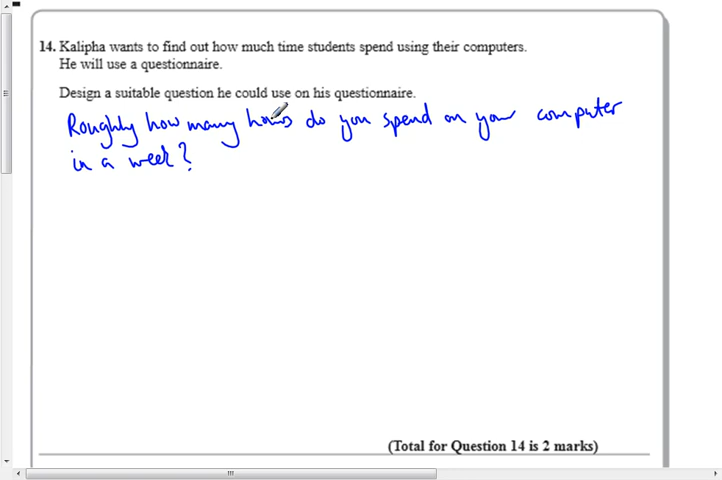 14. Kalipha wants to find out how much time students spend using their computers.
He will use a questionnaire.
Design a suitable question he could use on his questionnaire.
Roughly how many hours do you spend on your computer
in a week?
(Total for Question 14 is 2 marks)